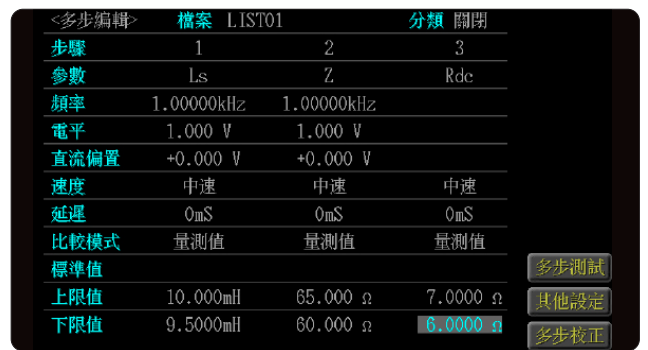 <多步編輯> 檔案 LIST01 分類 關閉
步驟 1 2 3
參數 Ls Z Rdc
頻率 1.00000kHz 1.00000kHz
電平 1.000 V 1.000 V
直流偏置 +0.000 V +0.000 V
速度 中速 中速 中速
延遲 0mS 0mS 0mS
比較模式 量測值 量測值 量測值
標準值
多步測試
上限值 10.000mH 65.000 Ω 7.0000 Ω
其他設定
下限值 9.5000mH 60.000 Ω 6.0000 Ω
多步校正